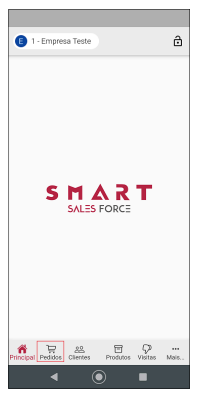 E 1 - Empresa Teste
SMART
SALES FORCE
Principal Pedidos Clientes Produtos Visitas Mais...